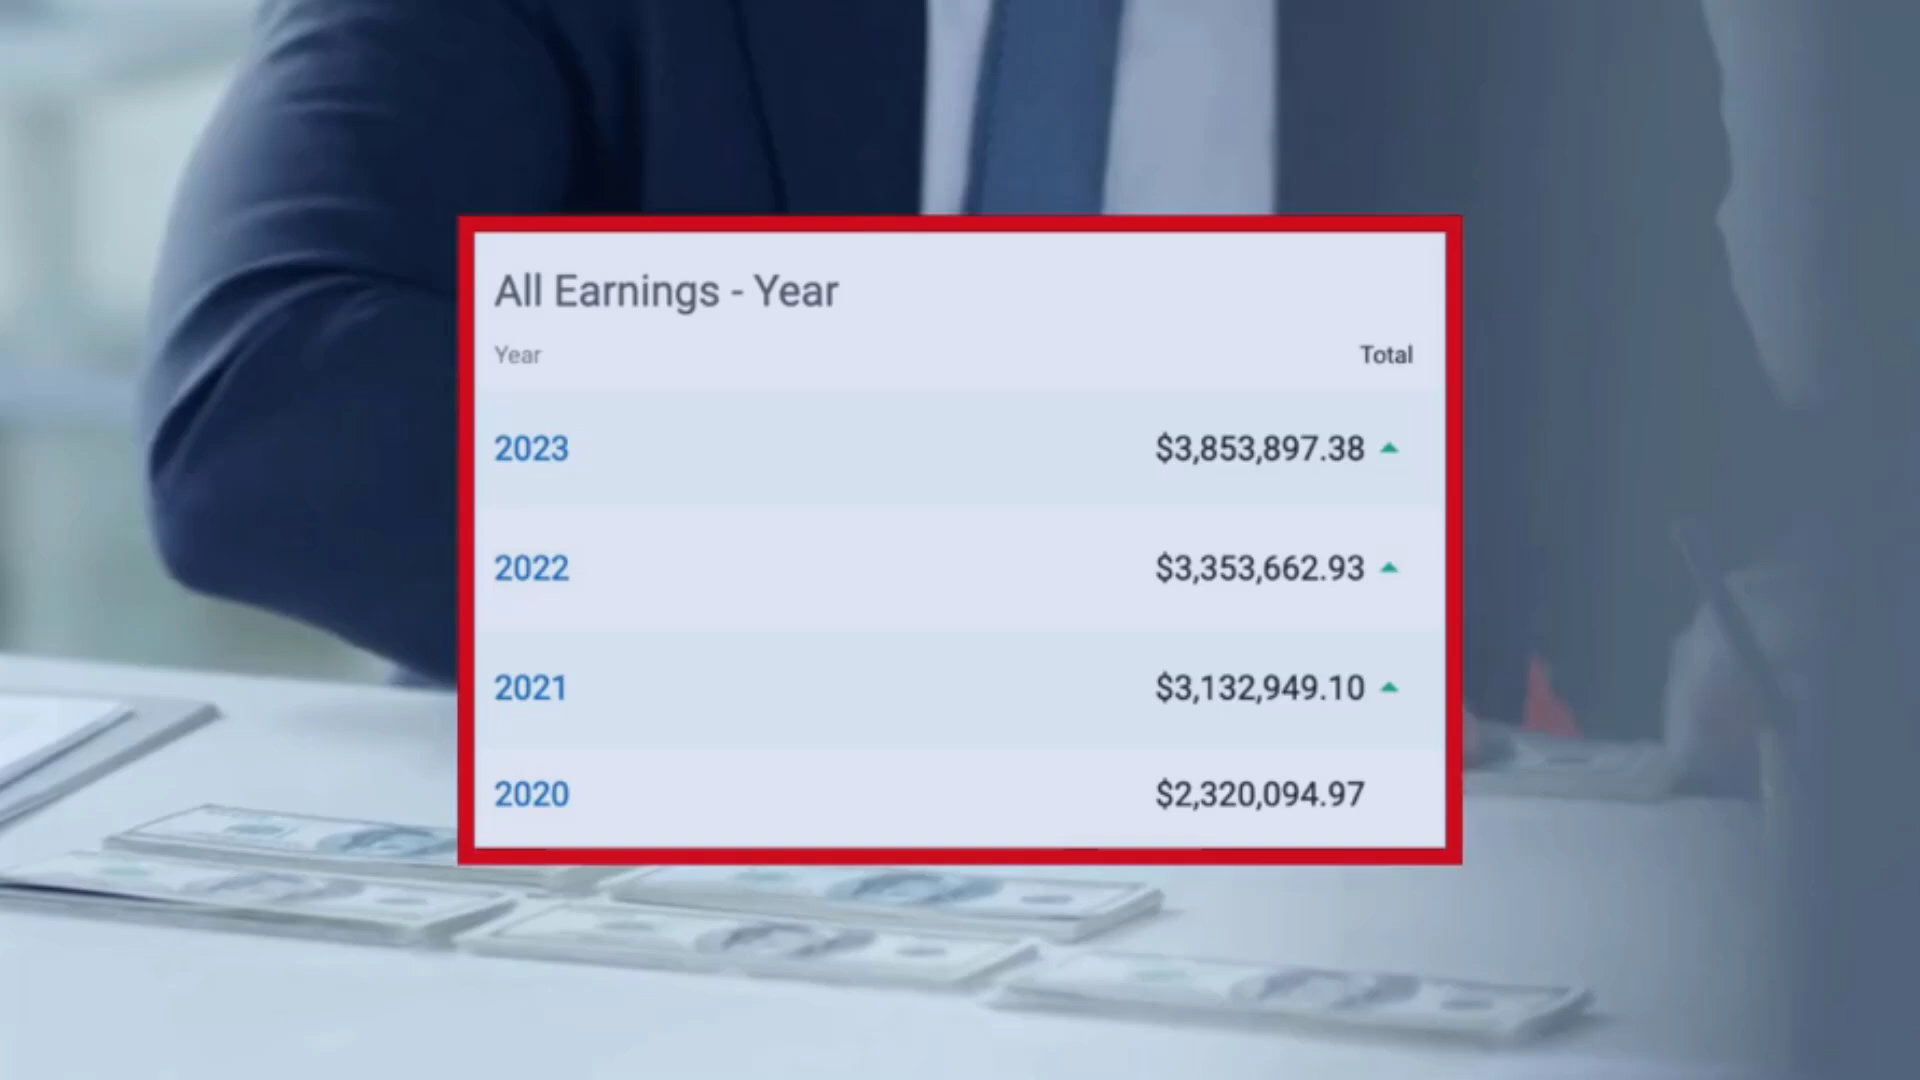 All Earnings - Year
Year Total
2023 $3,853,897.38
2022 $3,353,662.93
2021 $3,132,949.10
2020 $2,320,094.97